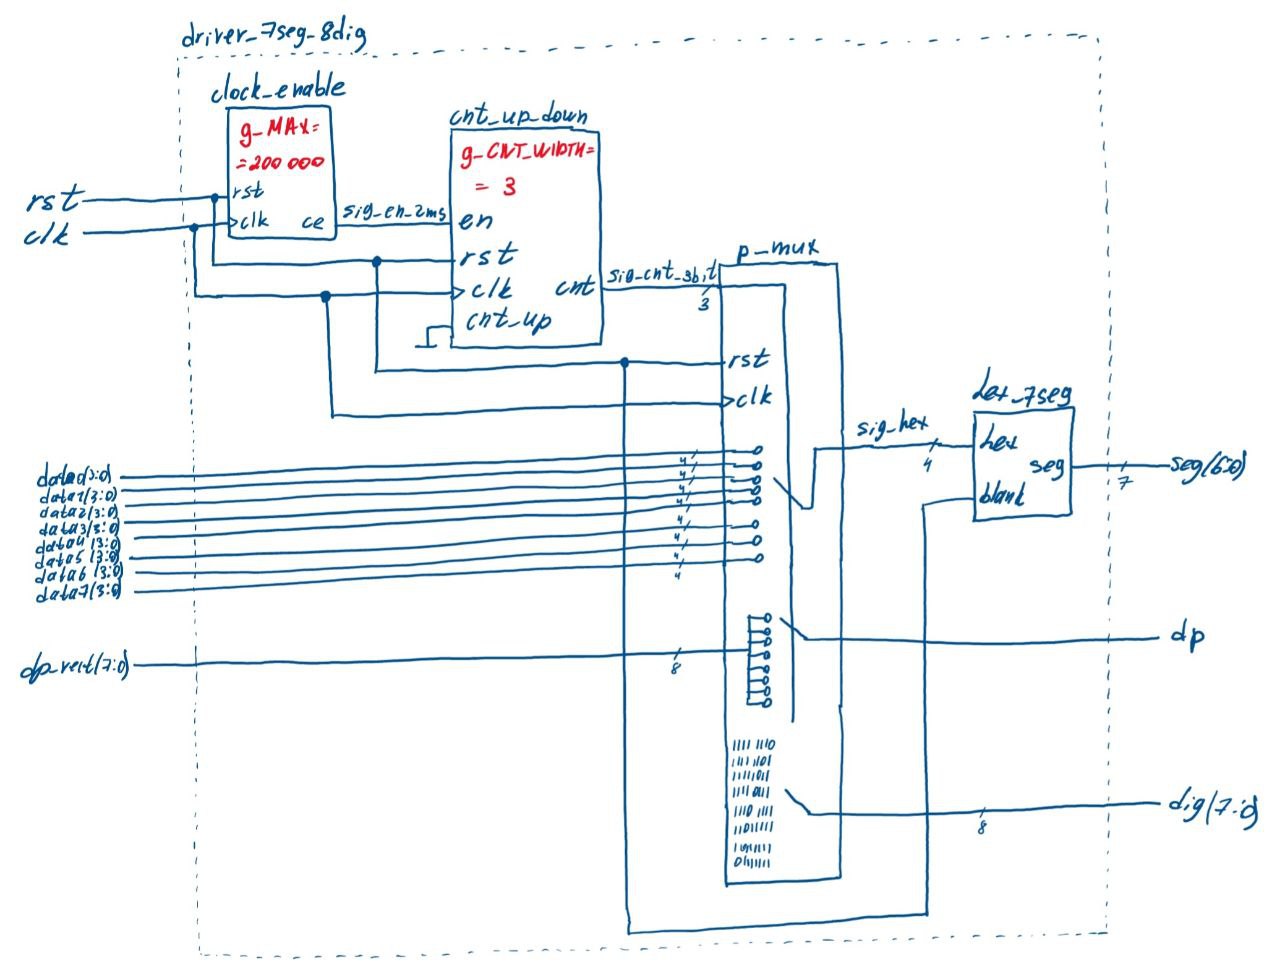 driver_7seg_8dig
clock_enable
g_MAX=
=200 000
rst
clk
ce
sig_en_2ms
cnt_up_down
g_CNT_WIDTH=
= 3
en
rst
clk
cnt_up
cnt
sig_cnt_3bit
3
rst
clk
p_mux
rst
clk
sig_hex
4
hex_7seg
hex
seg
blank
7
seg(6:0)
data0(3:0)
data1(3:0)
data2(3:0)
data3(3:0)
data4(3:0)
data5(3:0)
data6(3:0)
data7(3:0)
4
4
4
4
4
4
4
4
dp_vect(7:0)
8
dp
1111 1110
1111 1101
1111 1011
1111 0111
1110 1111
1101 1111
1011 1111
0111 1111
8
dig(7:0)